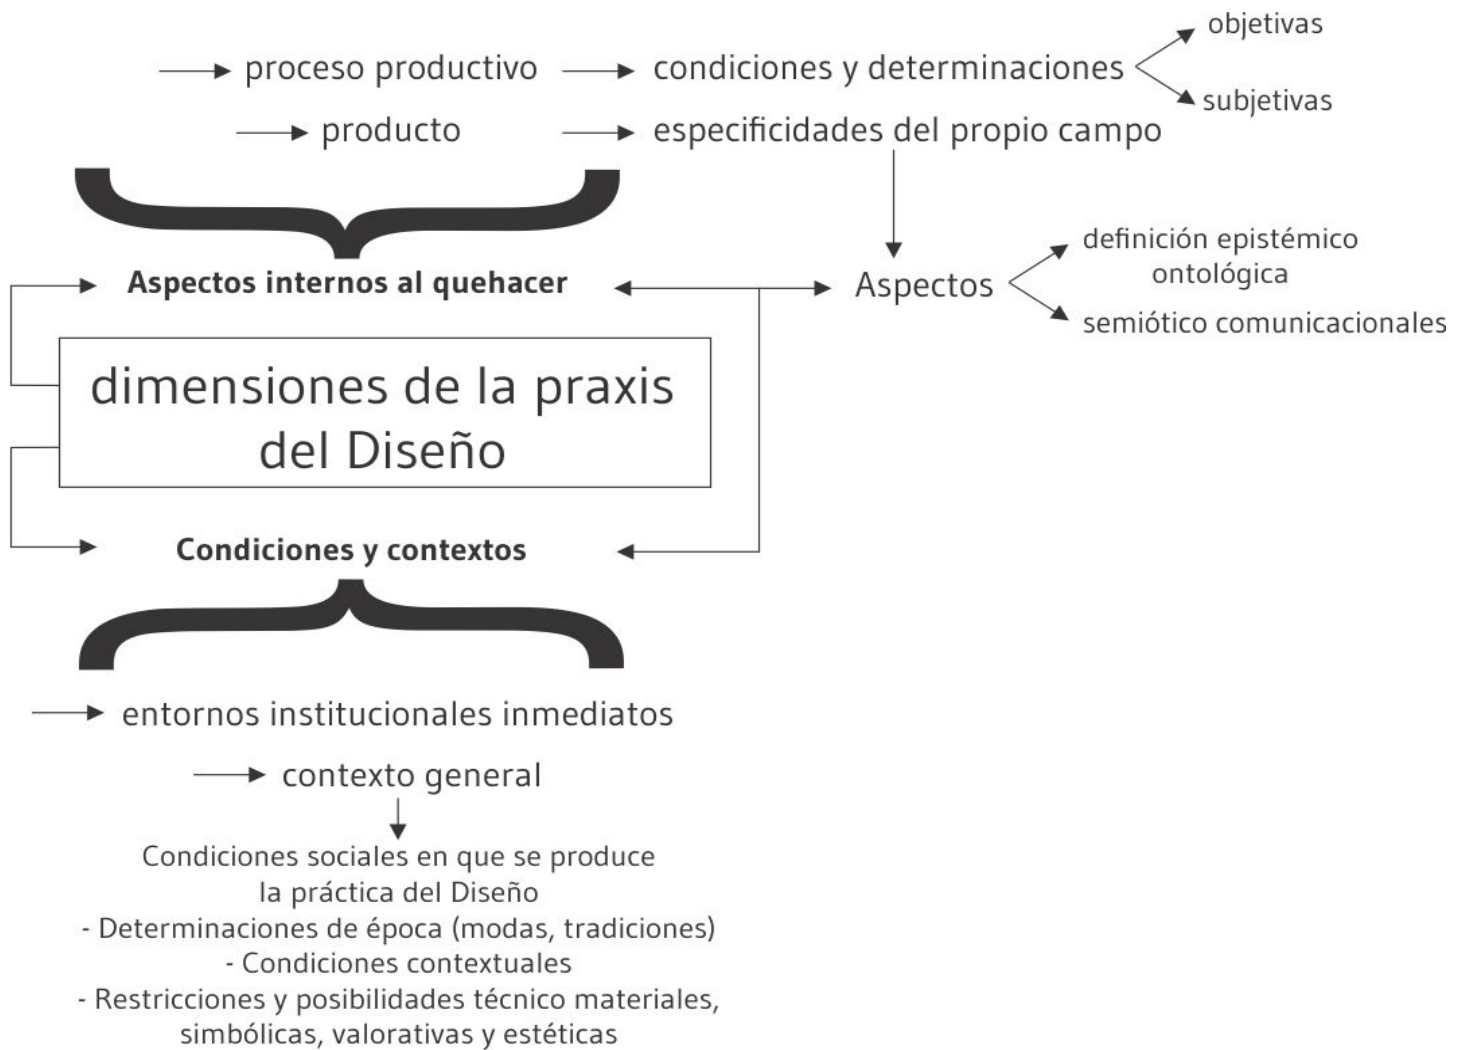 objetivas
proceso productivo
condiciones y determinaciones
subjetivas
producto
especificidades del propio campo
definición epistémico
ontológica
Aspectos internos al quehacer
Aspectos
semiótico comunicacionales
dimensiones de la praxis
del Diseño
Condiciones y contextos
entornos institucionales inmediatos
contexto general
Condiciones sociales en que se produce
la práctica del Diseño
- Determinaciones de época (modas, tradiciones)
- Condiciones contextuales
- Restricciones y posibilidades técnico materiales,
simbólicas, valorativas y estéticas